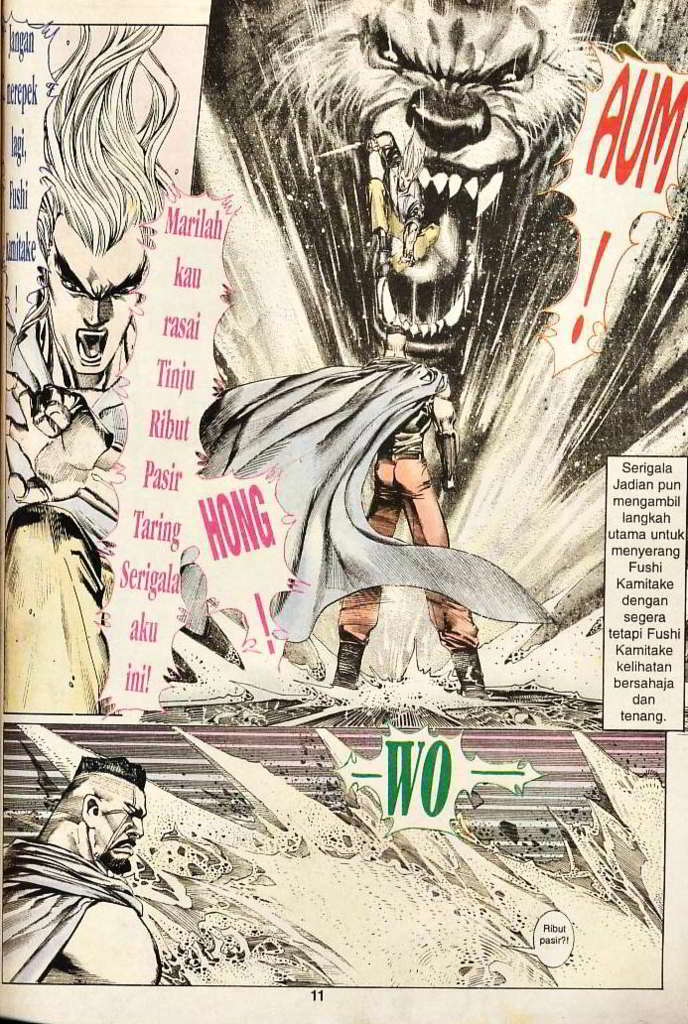 Jangan
merepek
lagi,
Fushi
Kamitake
!
Marilah
kau
rasai
Tinju
Ribut
Pasir
Taring
Serigala
aku
ini!
HONG
!
AUM
!
Serigala
Jadian pun
mengambil
langkah
utama untuk
menyerang
Fushi
Kamitake
dengan
segera
tetapi Fushi
Kamitake
kelihatan
bersahaja
dan
tenang.
WO
Ribut
pasir?!
11